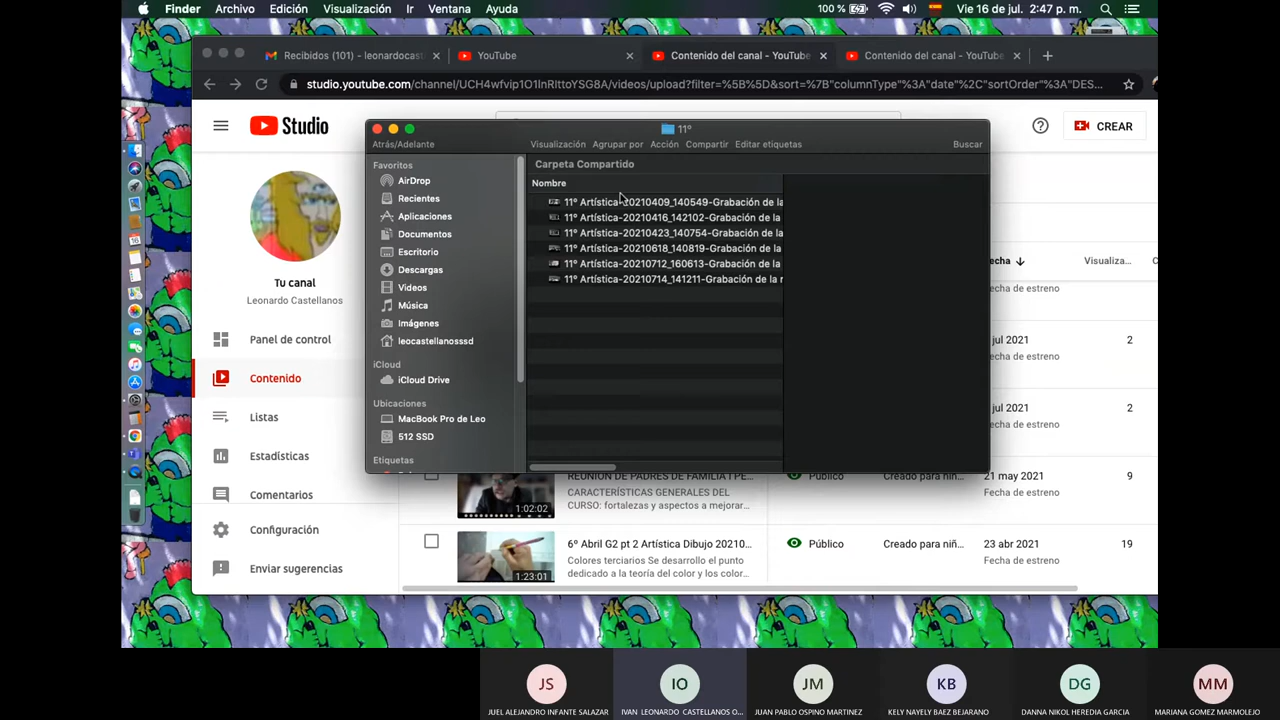 Finder Archivo Edición Visualización Ir Ventana Ayuda 100 % Vie 16 de jul. 2:47 p. m.
Recibidos (101) - leonardocast YouTube Contenido del canal - YouTube Contenido del canal - YouTube
studio.youtube.com/channel/UCH4wfvip1O1InRlttoYSG8A/videos/upload?filter=%5B%5D&sort=%7B"columnType"%3A"date"%2C"sortOrder"%3A"DES...
Studio
CREAR
11º
Atrás/Adelante Visualización Agrupar por Acción Compartir Editar etiquetas Buscar
Favoritos
AirDrop
Recientes
Aplicaciones
Documentos
Escritorio
Descargas
Vídeos
Música
Imágenes
leocastellanosssd
iCloud
iCloud Drive
Ubicaciones
MacBook Pro de Leo
512 SSD
Etiquetas
Carpeta Compartido
Nombre
11º Artística-20210409_140549-Grabación de la
11º Artística-20210416_142102-Grabación de la
11º Artística-20210423_140754-Grabación de la
11º Artística-20210618_140819-Grabación de la
11º Artística-20210712_160613-Grabación de la
11º Artística-20210714_141211-Grabación de la r
Tu canal
Leonardo Castellanos
Panel de control
Contenido
Listas
Estadísticas
Comentarios
Configuración
Enviar sugerencias
echa Visualiza... C
echa de estreno
jul 2021 2
echa de estreno
jul 2021 2
echa de estreno
REUNIÓN DE PADRES DE FAMILIA I PE... Público Creado para niñ... 21 may 2021 9
CARACTERÍSTICAS GENERALES DEL
CURSO: fortalezas y aspectos a mejorar...
Fecha de estreno
1:02:02
6º Abril G2 pt 2 Artística Dibujo 20210... Público Creado para niñ... 23 abr 2021 19
Colores terciarios Se desarrollo el punto
dedicado a la teoría del color y los color...
Fecha de estreno
1:23:01
JS IO JM KB DG MM
JUEL ALEJANDRO INFANTE SALAZAR IVAN LEONARDO CASTELLANOS O... JUAN PABLO OSPINO MARTINEZ KELY NAYELY BAEZ BEJARANO DANNA NIKOL HEREDIA GARCIA MARIANA GOMEZ MARMOLEJO